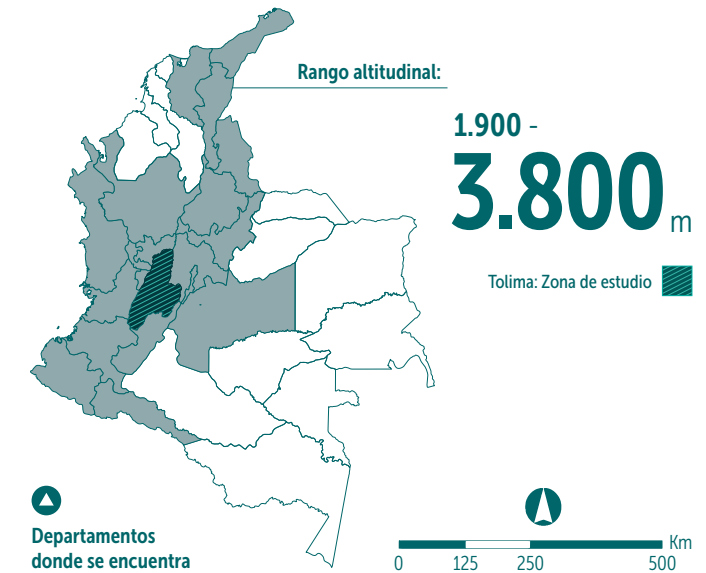 Rango altitudinal:
1.900 -
3.800 m
Tolima: Zona de estudio
Departamentos
donde se encuentra
Km
0 125 250 500